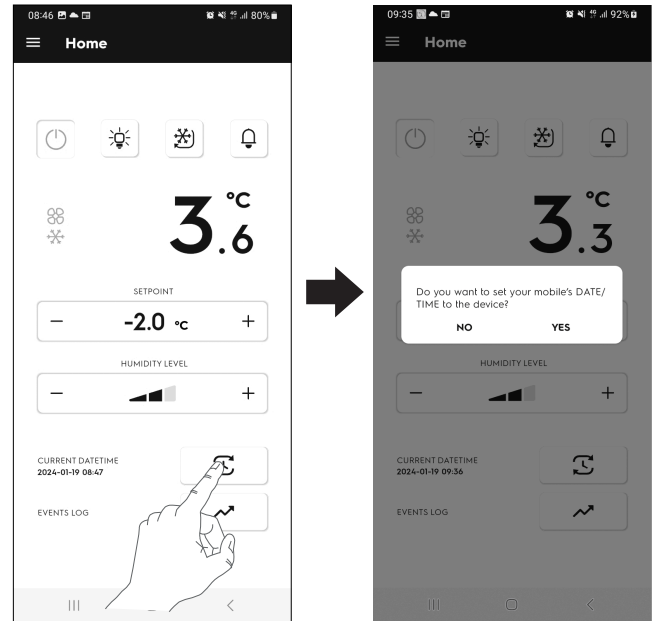 08:46 4G 80%
Home
°C
3.6
SETPOINT
− -2.0 °C +
HUMIDITY LEVEL
− +
CURRENT DATETIME
2024-01-19 08:47
EVENTS LOG
09:35 4G 92%
Home
°C
3.3
Do you want to set your mobile's DATE/
TIME to the device?
NO YES
HUMIDITY LEVEL
− +
CURRENT DATETIME
2024-01-19 09:36
EVENTS LOG